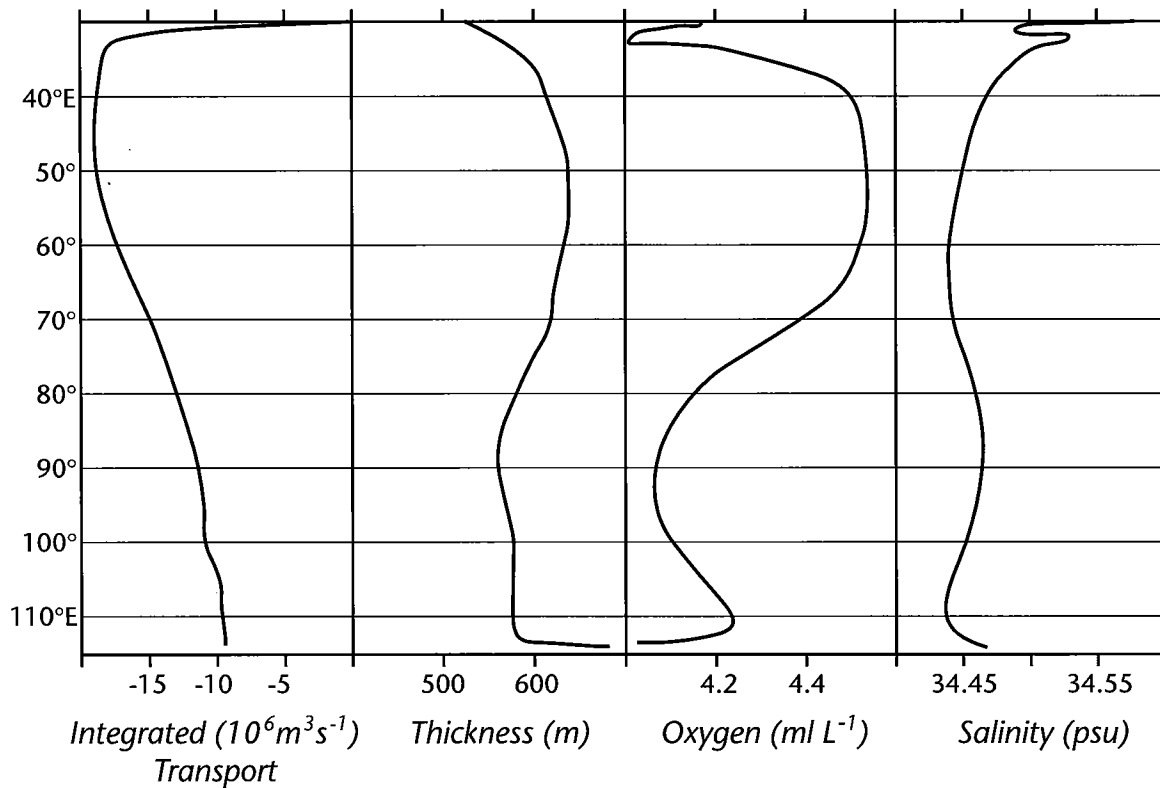 40°E
50°
60°
70°
80°
90°
100°
110°E
-15 -10 -5 500 600 4.2 4.4 34.45 34.55
Integrated (10⁶m³s⁻¹) Thickness (m) Oxygen (ml L⁻¹) Salinity (psu)
Transport